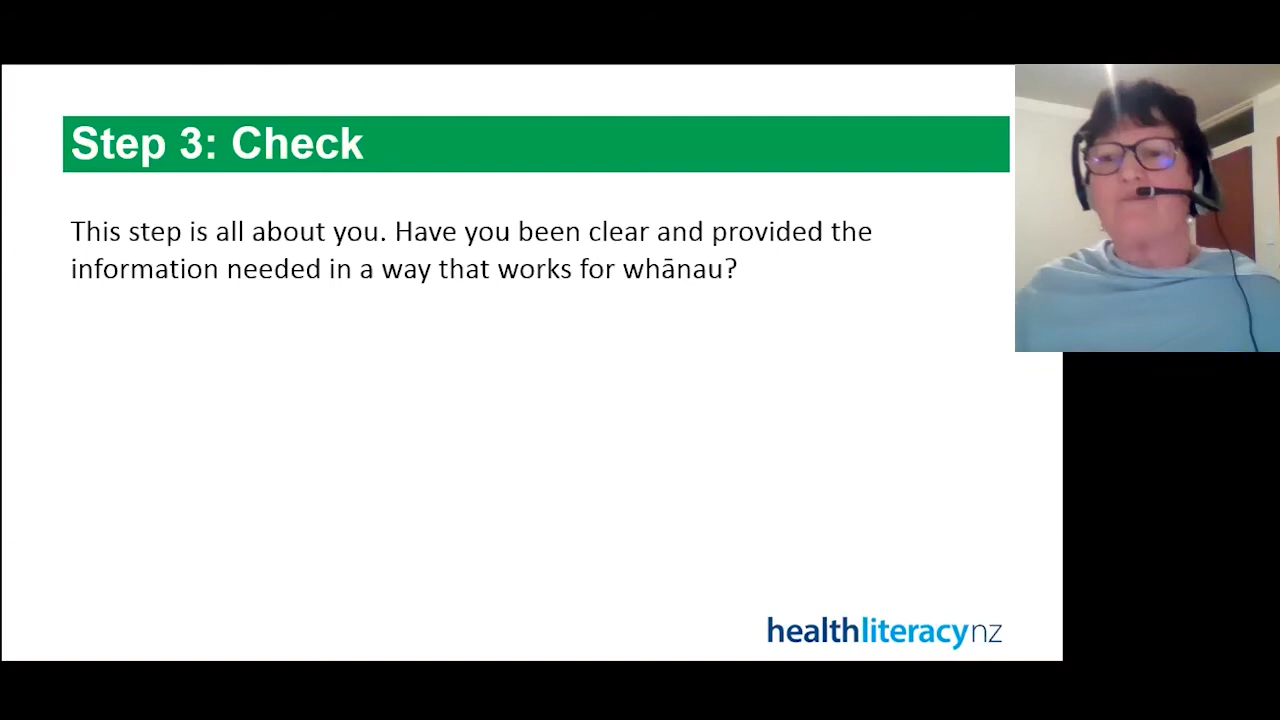 Step 3: Check
This step is all about you. Have you been clear and provided the
information needed in a way that works for whānau?
healthliteracynz